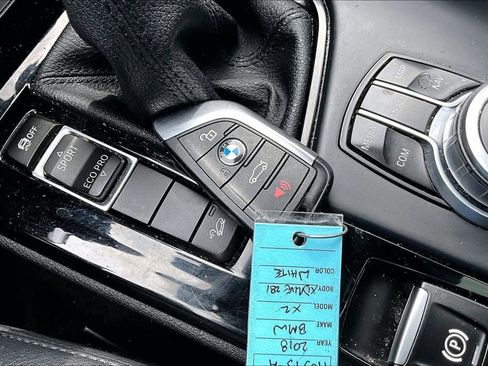 OFF
SPORT
ECO PRO
BMW
MAP
NAV
MEDIA
COM
P
COLOR WHITE
BODY XDRIVE 28I
MODEL X2
MAKE BMW
YEAR 2018